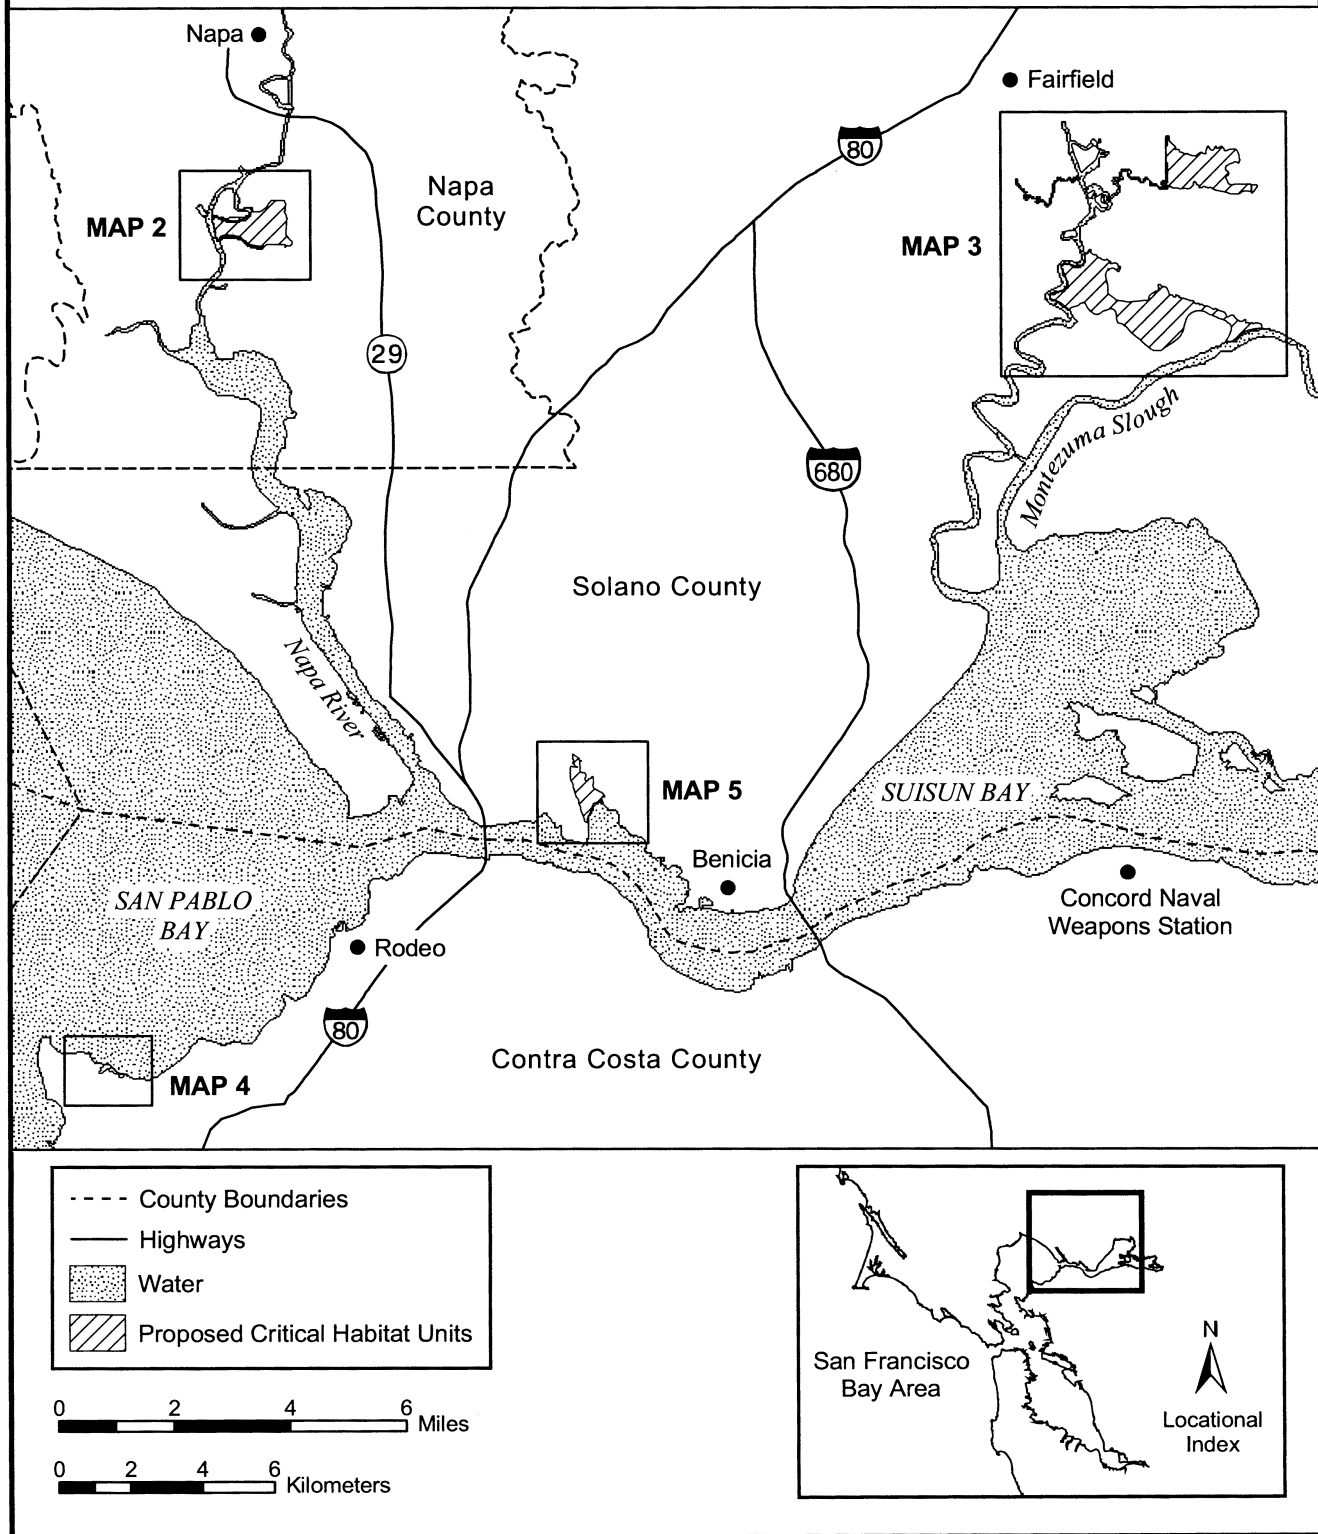 Napa
Fairfield
80
Napa
County
MAP 2
MAP 3
29
Montezuma Slough
680
Solano County
Napa River
MAP 5
SUISUN BAY
Benicia
SAN PABLO
BAY
Concord Naval
Weapons Station
Rodeo
80
Contra Costa County
MAP 4
County Boundaries
Highways
Water
Proposed Critical Habitat Units
0 2 4 6
Miles
0 2 4 6
Kilometers
San Francisco
Bay Area
N
Locational
Index